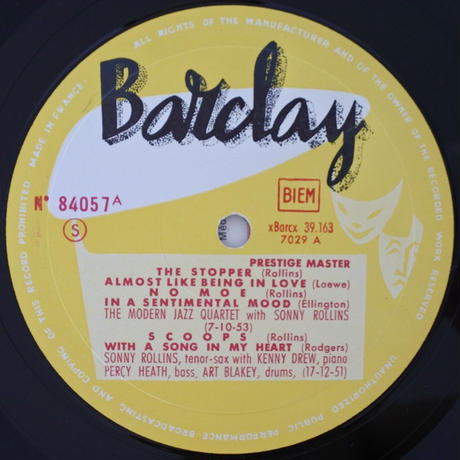 ALL RIGHTS OF THE MANUFACTURER AND OF THE OWNER OF THE RECORDED WORK RESERVED
UNAUTHORIZED PUBLIC PERFORMANCE BROADCASTING AND COPYING OF THIS RECORD PROHIBITED MADE IN FRANCE
Barclay
N° 84057 A
S
BIEM
xBarcx 39.163
7029 A
PRESTIGE MASTER
THE STOPPER (Rollins)
ALMOST LIKE BEING IN LOVE (Loewe)
NO MOE (Rollins)
IN A SENTIMENTAL MOOD (Ellington)
THE MODERN JAZZ QUARTET with SONNY ROLLINS
(7-10-53)
SCOOPS (Rollins)
WITH A SONG IN MY HEART (Rodgers)
SONNY ROLLINS, tenor-sax with KENNY DREW, piano
PERCY HEATH, bass, ART BLAKEY, drums, (17-12-51)